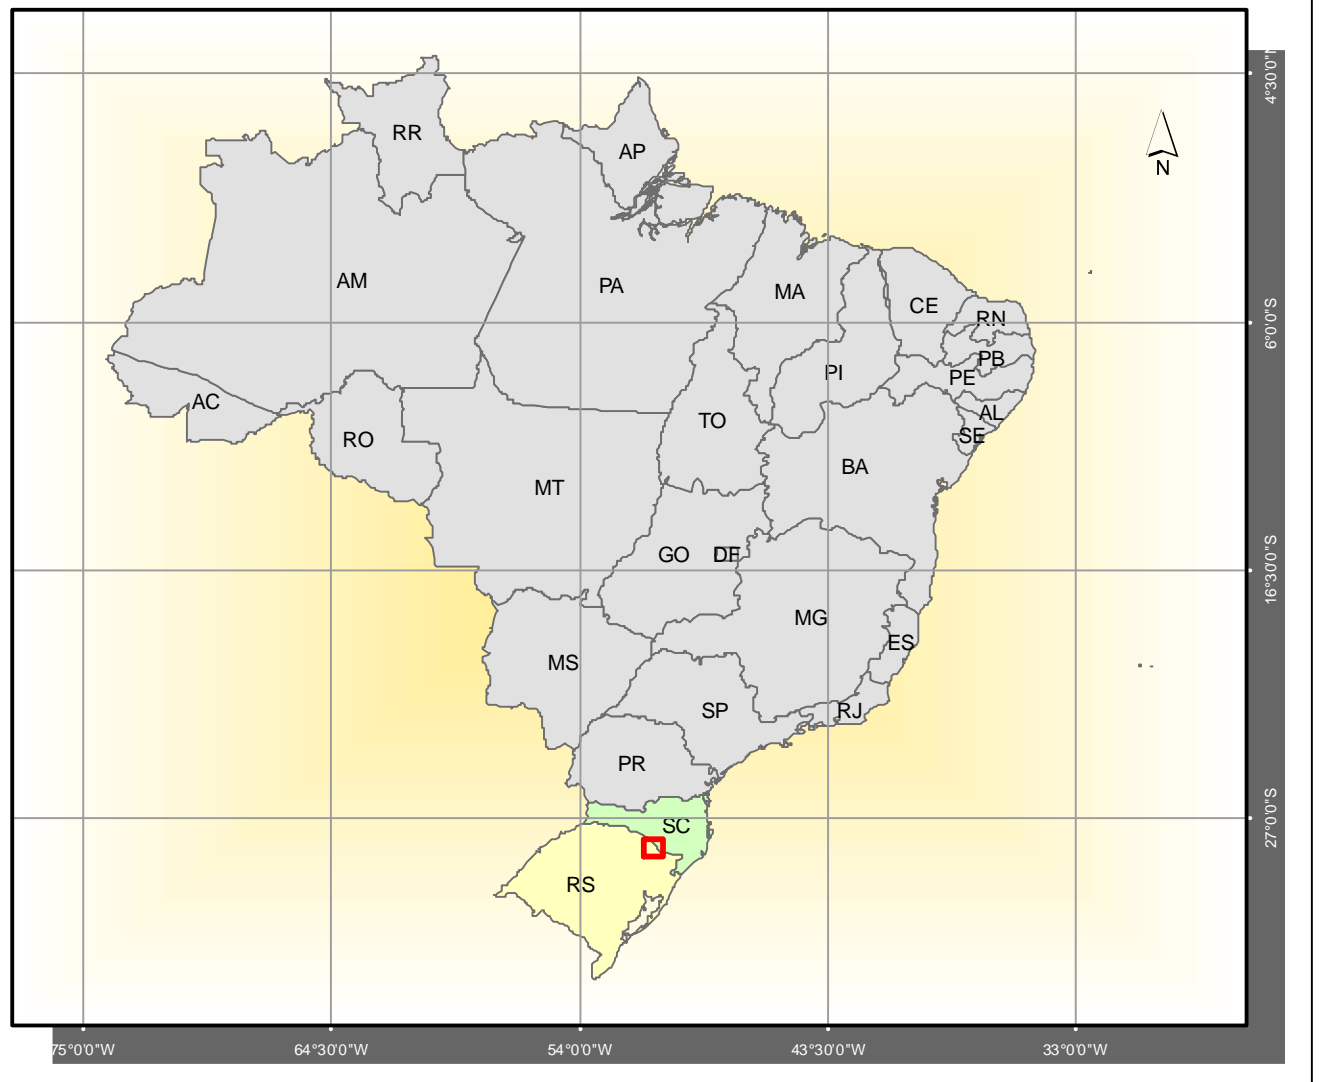 4°30'0"N
RR
AP
N
AM
PA
MA
CE
RN
6°0'0"S
PB
PI
PE
AC
AL
TO
SE
RO
BA
MT
GO
DF
16°30'0"S
MG
ES
MS
SP
RJ
PR
SC
27°0'0"S
RS
75°0'0"W
64°30'0"W
54°0'0"W
43°30'0"W
33°0'0"W